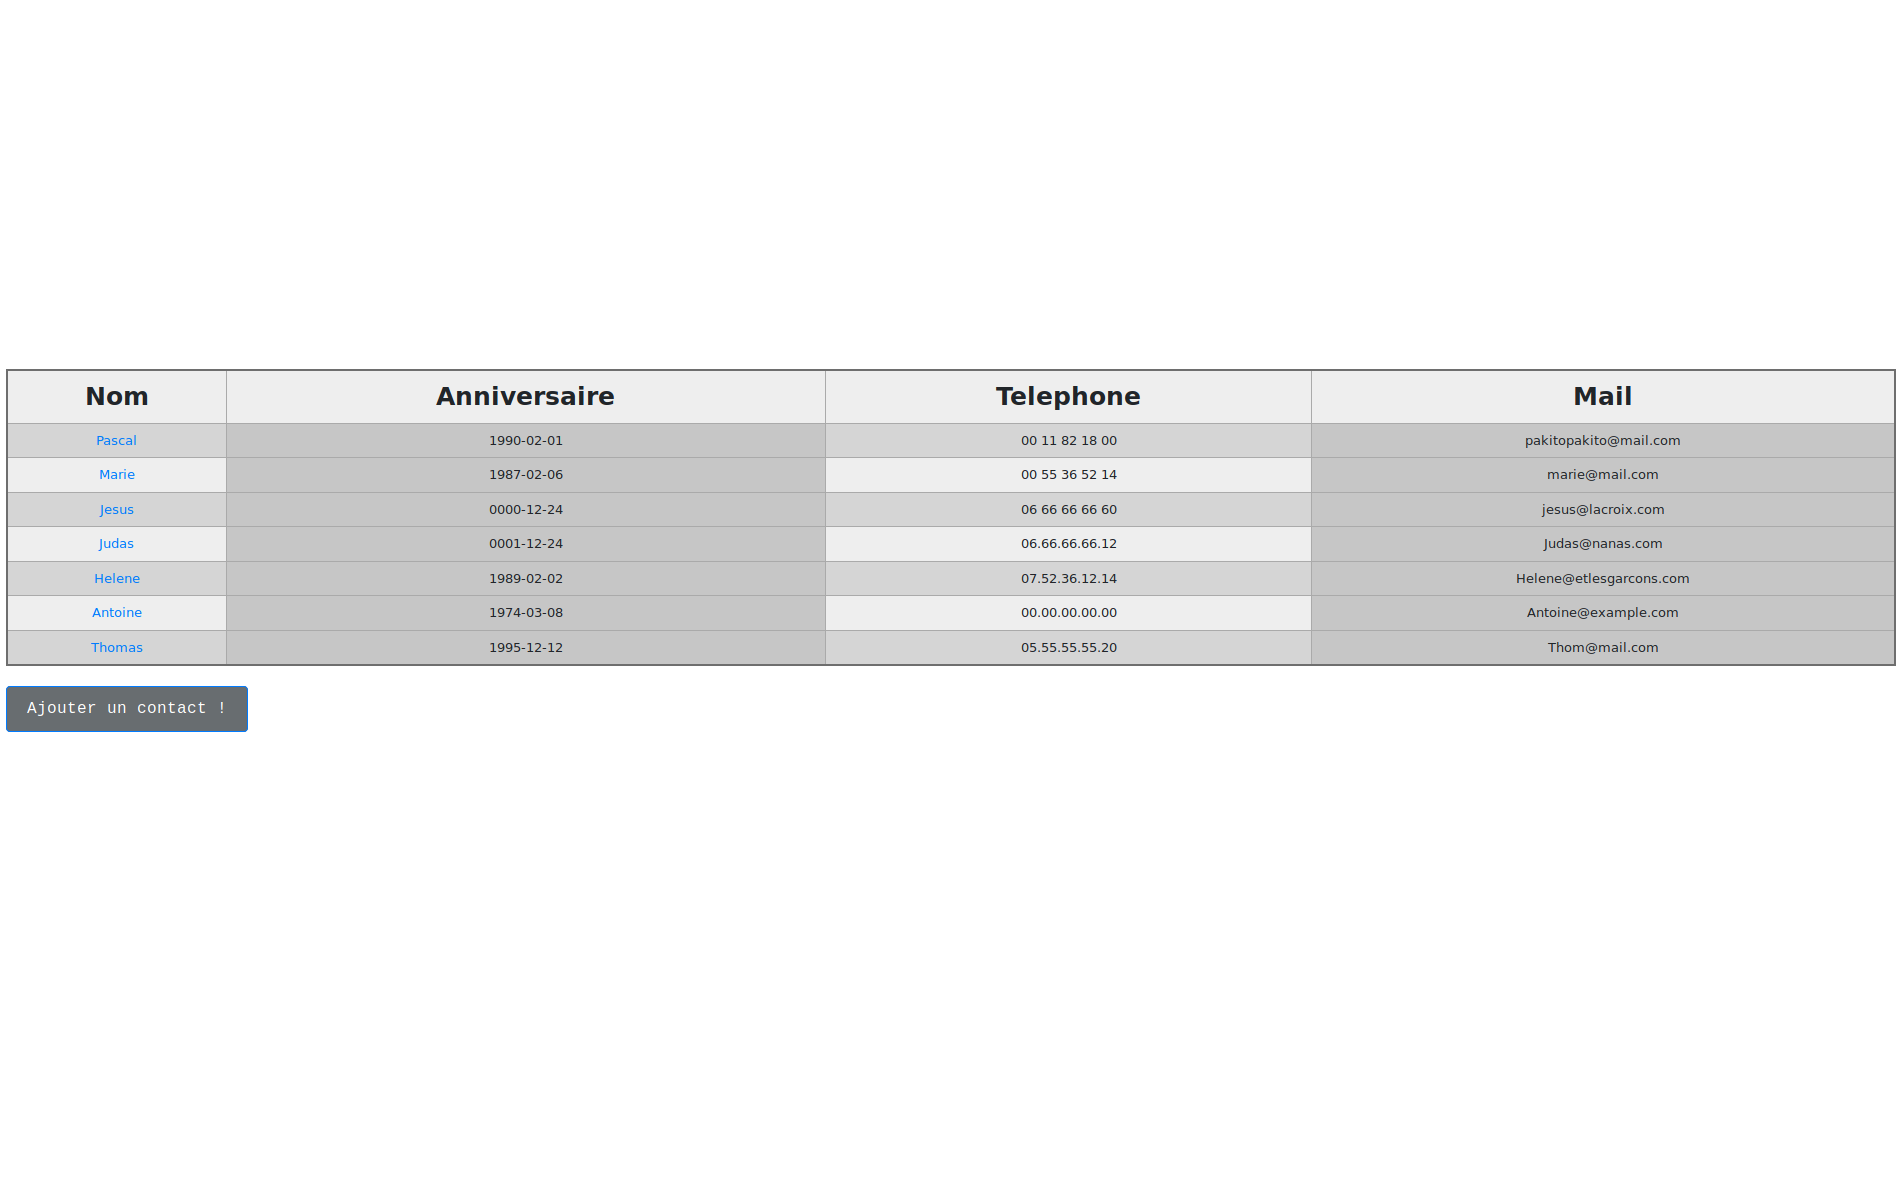 Nom Anniversaire Telephone Mail
Pascal 1990-02-01 00 11 82 18 00 pakitopakito@mail.com
Marie 1987-02-06 00 55 36 52 14 marie@mail.com
Jesus 0000-12-24 06 66 66 66 60 jesus@lacroix.com
Judas 0001-12-24 06.66.66.66.12 Judas@nanas.com
Helene 1989-02-02 07.52.36.12.14 Helene@etlesgarcons.com
Antoine 1974-03-08 00.00.00.00.00 Antoine@example.com
Thomas 1995-12-12 05.55.55.55.20 Thom@mail.com
Ajouter un contact !